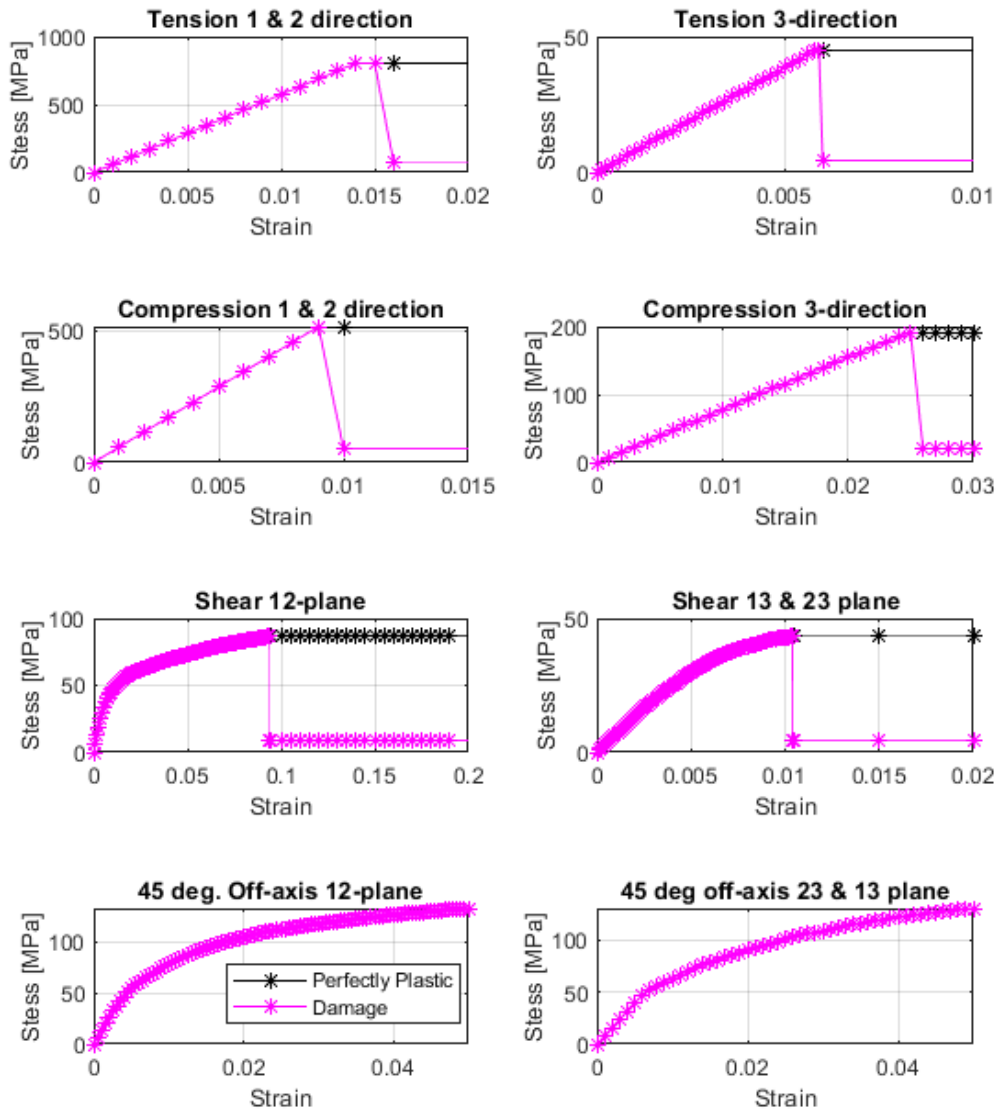 Tension 1 & 2 direction
Stess [MPa]
1000
500
0
0 0.005 0.01 0.015 0.02
Strain
Tension 3-direction
Stess [MPa]
50
0
0 0.005 0.01
Strain
Compression 1 & 2 direction
Stess [MPa]
500
0
0 0.005 0.01 0.015
Strain
Compression 3-direction
Stess [MPa]
200
100
0
0 0.01 0.02 0.03
Strain
Shear 12-plane
Stess [MPa]
100
50
0
0 0.05 0.1 0.15 0.2
Strain
Shear 13 & 23 plane
Stess [MPa]
50
0
0 0.005 0.01 0.015 0.02
Strain
45 deg. Off-axis 12-plane
Stess [MPa]
100
50
0
0 0.02 0.04
Strain
Perfectly Plastic
Damage
45 deg off-axis 23 & 13 plane
Stess [MPa]
100
50
0
0 0.02 0.04
Strain